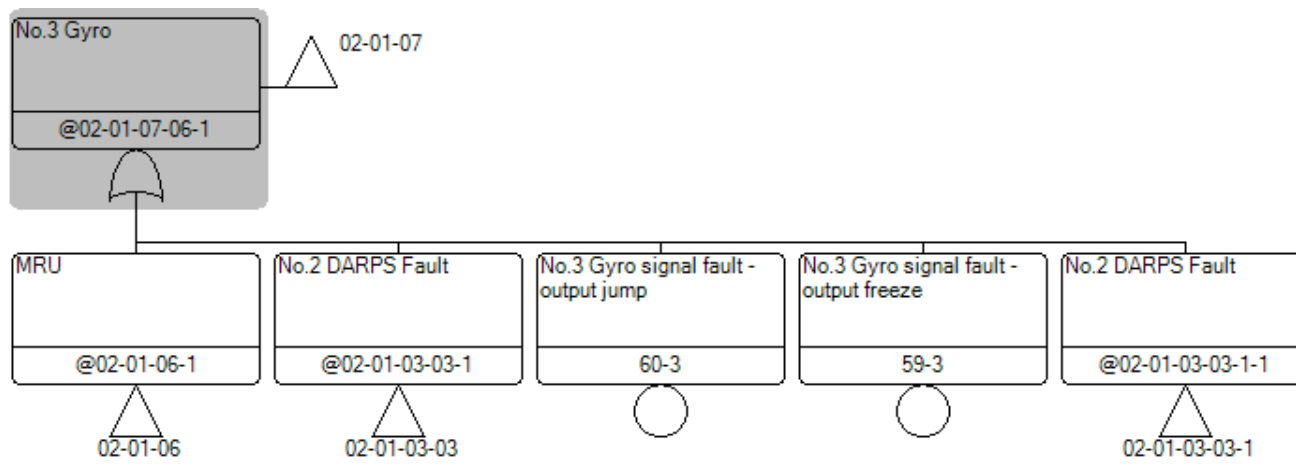 No.3 Gyro
@02-01-07-06-1
02-01-07
MRU
@02-01-06-1
02-01-06
No.2 DARPS Fault
@02-01-03-03-1
02-01-03-03
No.3 Gyro signal fault -
output jump
60-3
No.3 Gyro signal fault -
output freeze
59-3
No.2 DARPS Fault
@02-01-03-03-1-1
02-01-03-03-1